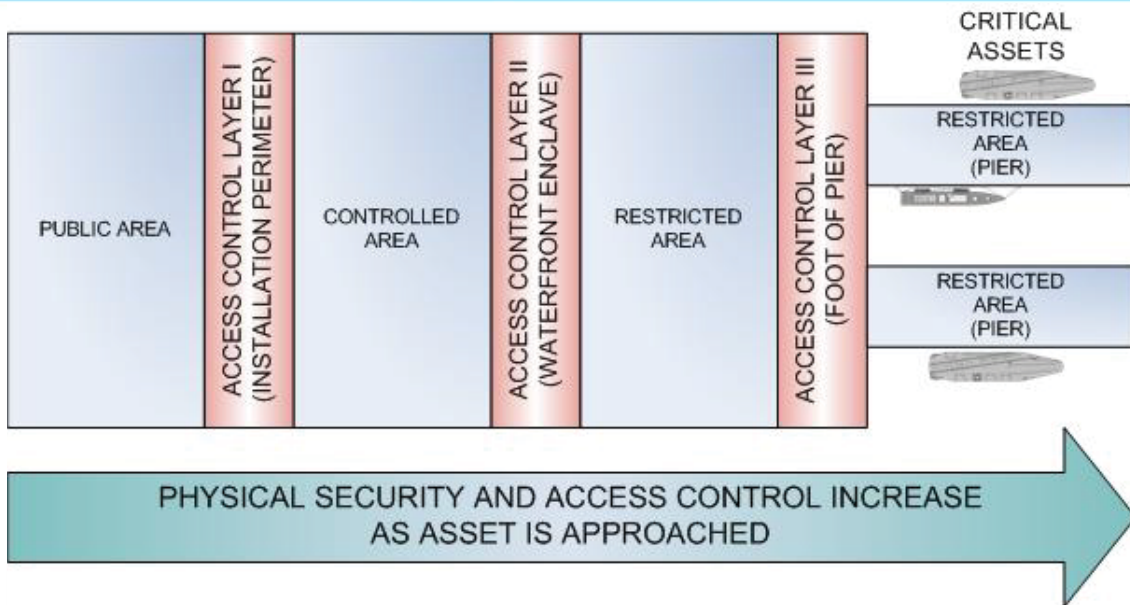 CRITICAL
ASSETS
PUBLIC AREA
ACCESS CONTROL LAYER I
(INSTALLATION PERIMETER)
CONTROLLED
AREA
ACCESS CONTROL LAYER II
(WATERFRONT ENCLAVE)
RESTRICTED
AREA
ACCESS CONTROL LAYER III
(FOOT OF PIER)
RESTRICTED
AREA
(PIER)
RESTRICTED
AREA
(PIER)
PHYSICAL SECURITY AND ACCESS CONTROL INCREASE
AS ASSET IS APPROACHED